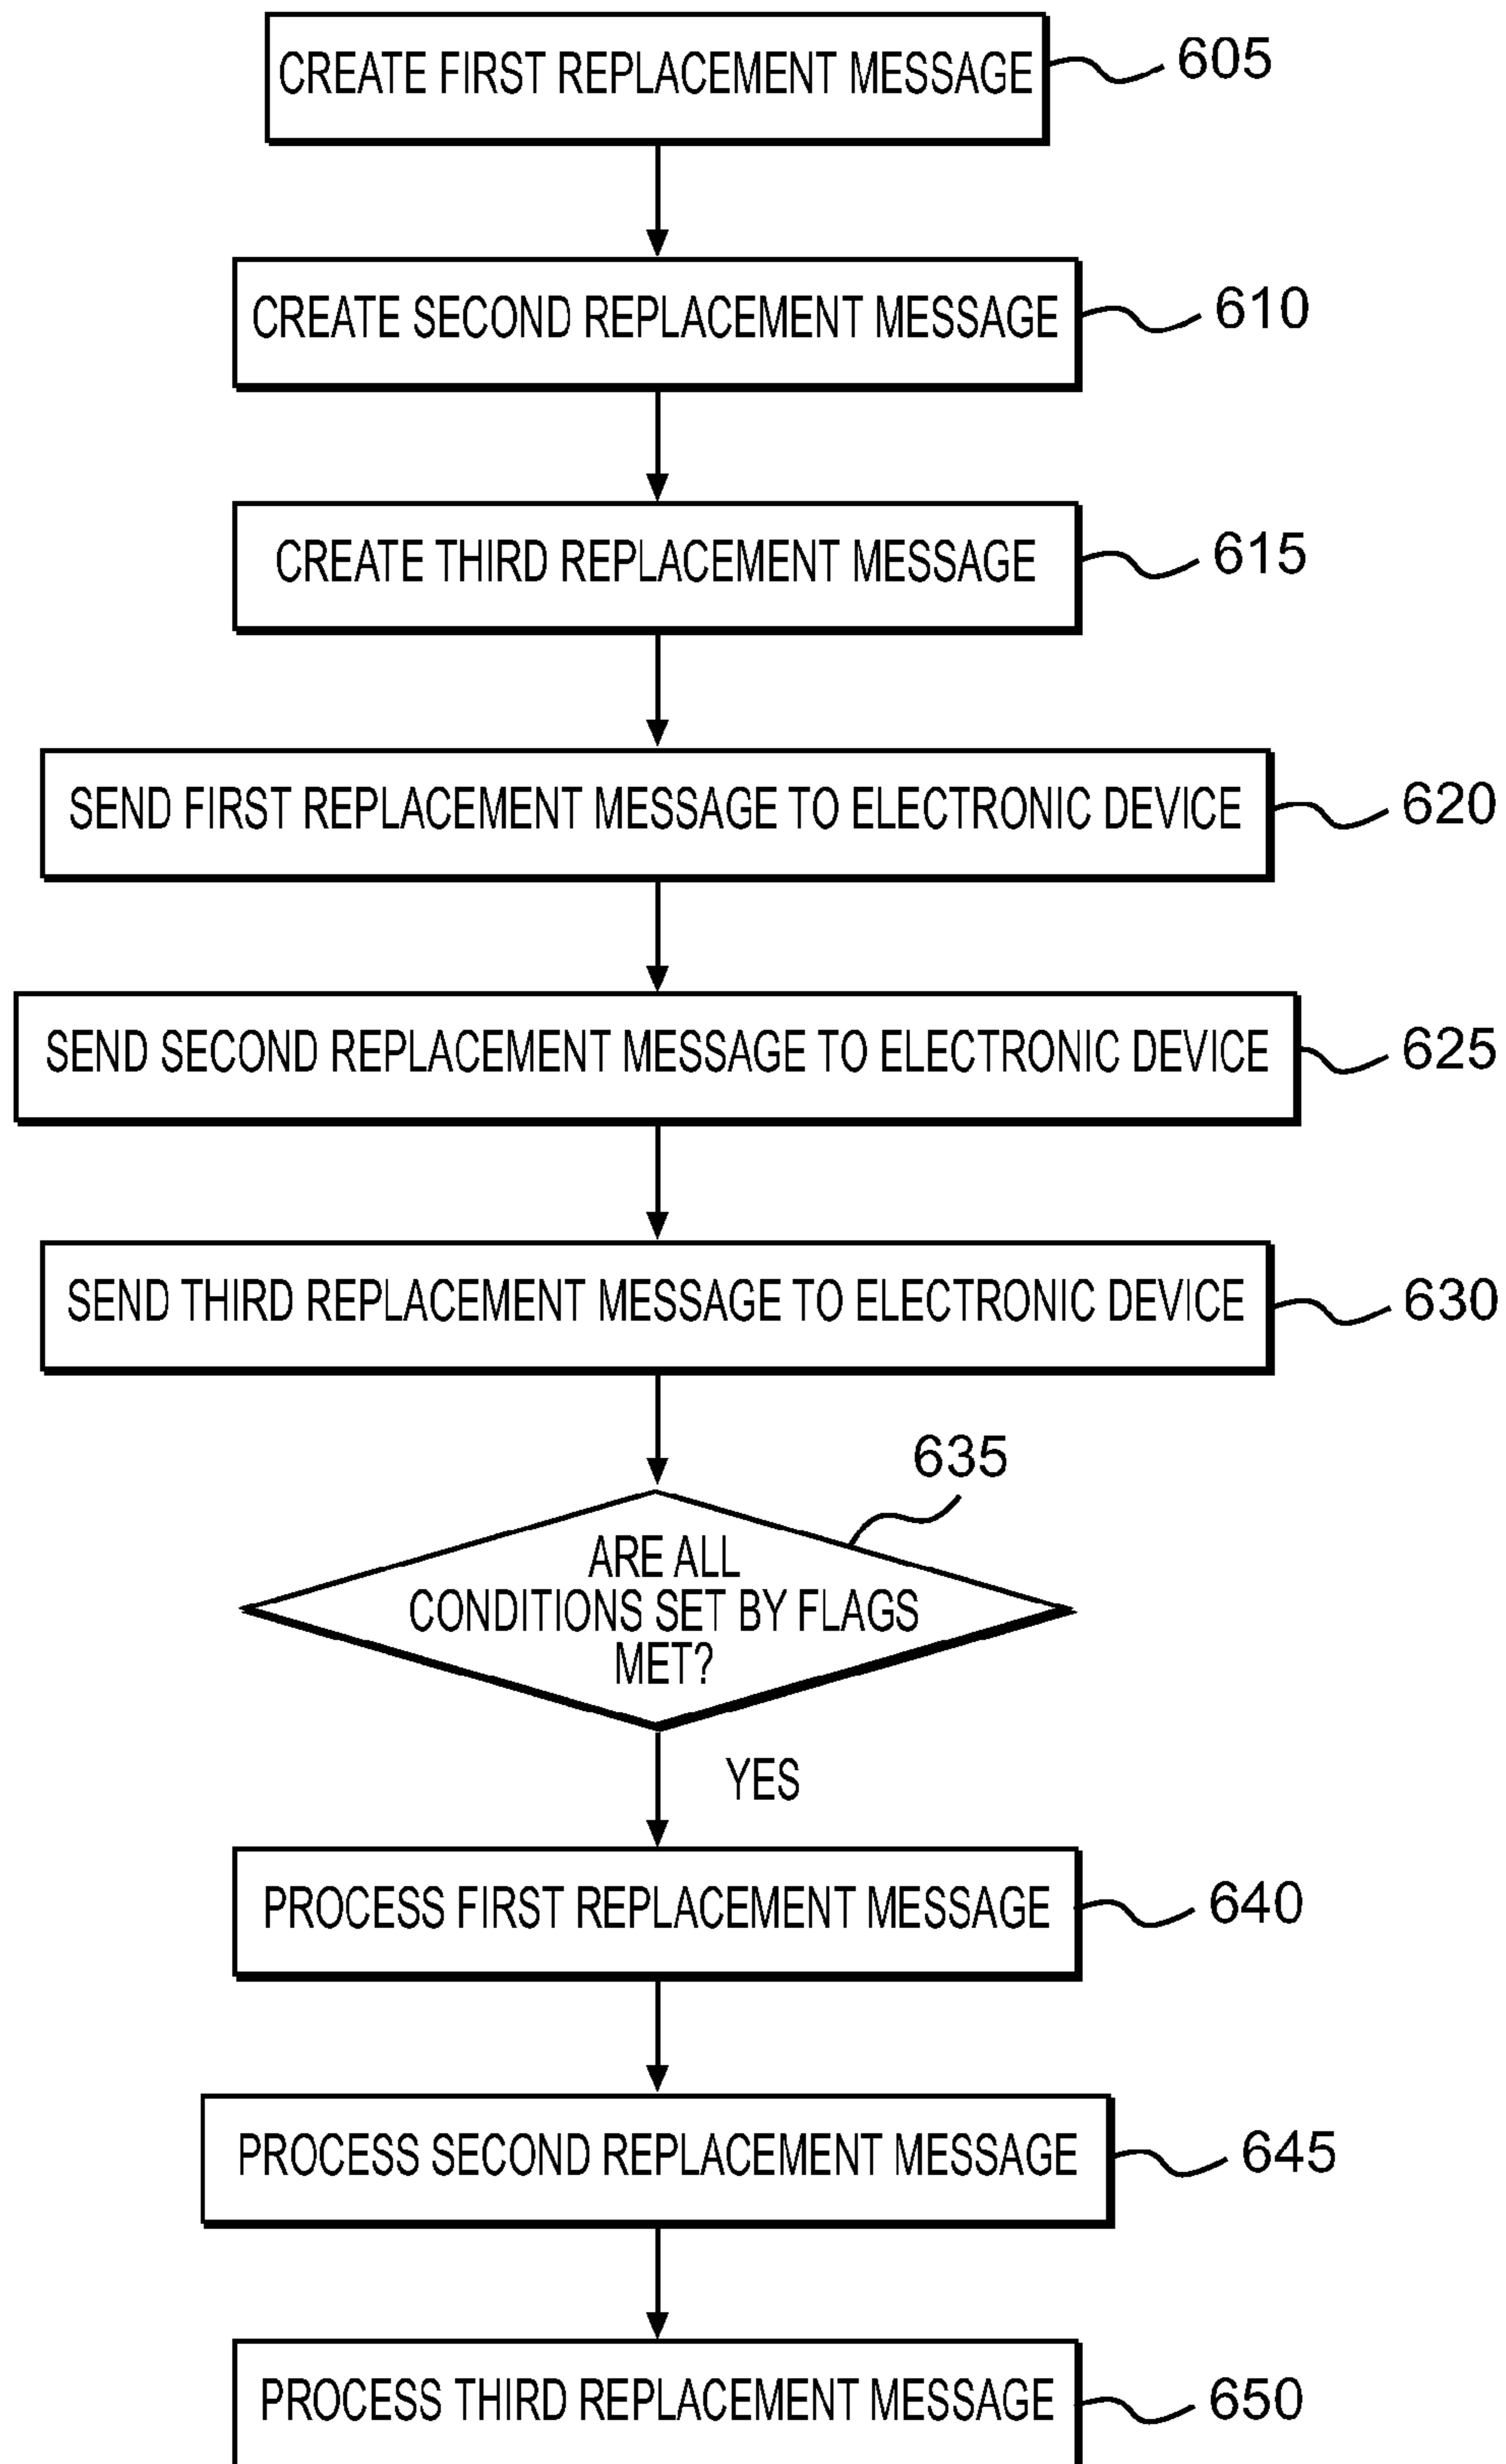 CREATE FIRST REPLACEMENT MESSAGE
605
CREATE SECOND REPLACEMENT MESSAGE
610
CREATE THIRD REPLACEMENT MESSAGE
615
SEND FIRST REPLACEMENT MESSAGE TO ELECTRONIC DEVICE
620
SEND SECOND REPLACEMENT MESSAGE TO ELECTRONIC DEVICE
625
SEND THIRD REPLACEMENT MESSAGE TO ELECTRONIC DEVICE
630
635
ARE ALL
CONDITIONS SET BY FLAGS
MET?
YES
PROCESS FIRST REPLACEMENT MESSAGE
640
PROCESS SECOND REPLACEMENT MESSAGE
645
PROCESS THIRD REPLACEMENT MESSAGE
650